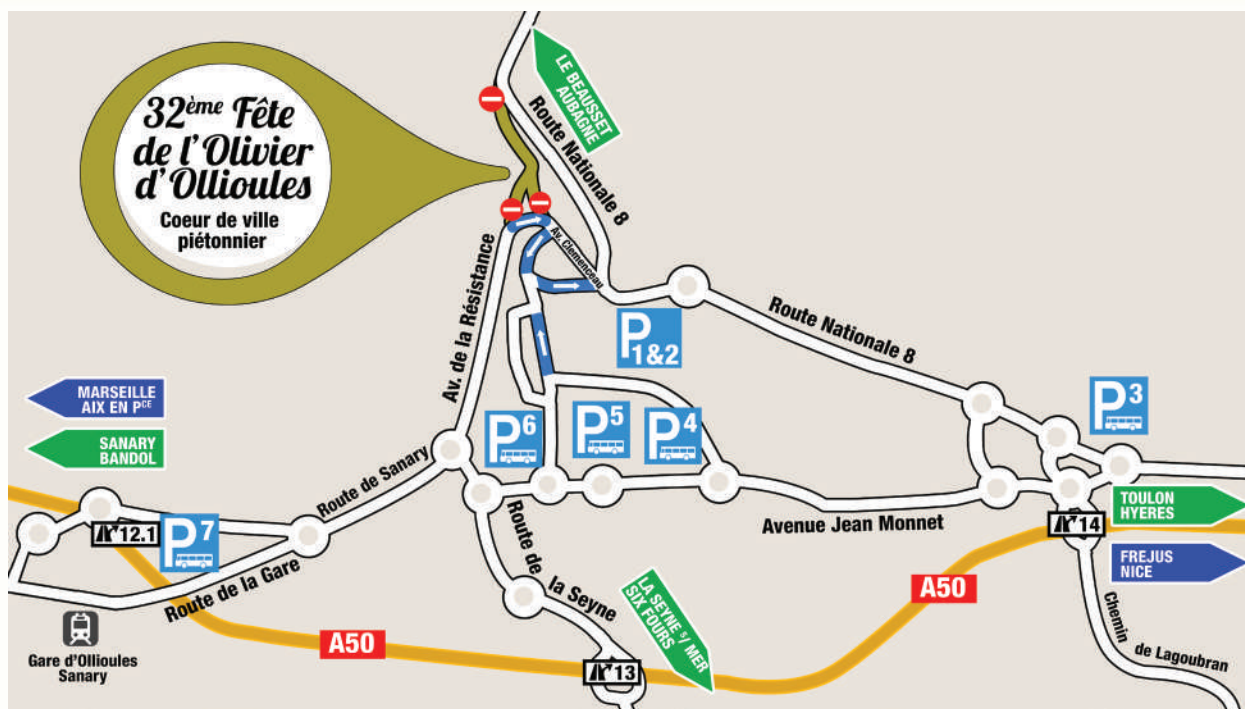 32ème Fête
de l'Olivier
d'Ollioules
Coeur de ville
piétonnier
LE BEAUSSET
AUBAGNE
Route Nationale 8
Av. Clemenceau
Av. de la Résistance
Route Nationale 8
P
1&2
P3
MARSEILLE
AIX EN PCE
SANARY
BANDOL
P6
P5
P4
Route de Sanary
12.1
P7
Route de la Gare
Route de
la Seyne
Avenue Jean Monnet
14
TOULON
HYERES
FREJUS
NICE
A50
A50
LA SEYNE S/ MER
SIX FOURS
13
Chemin
de Lagoubran
Gare d'Ollioules
Sanary